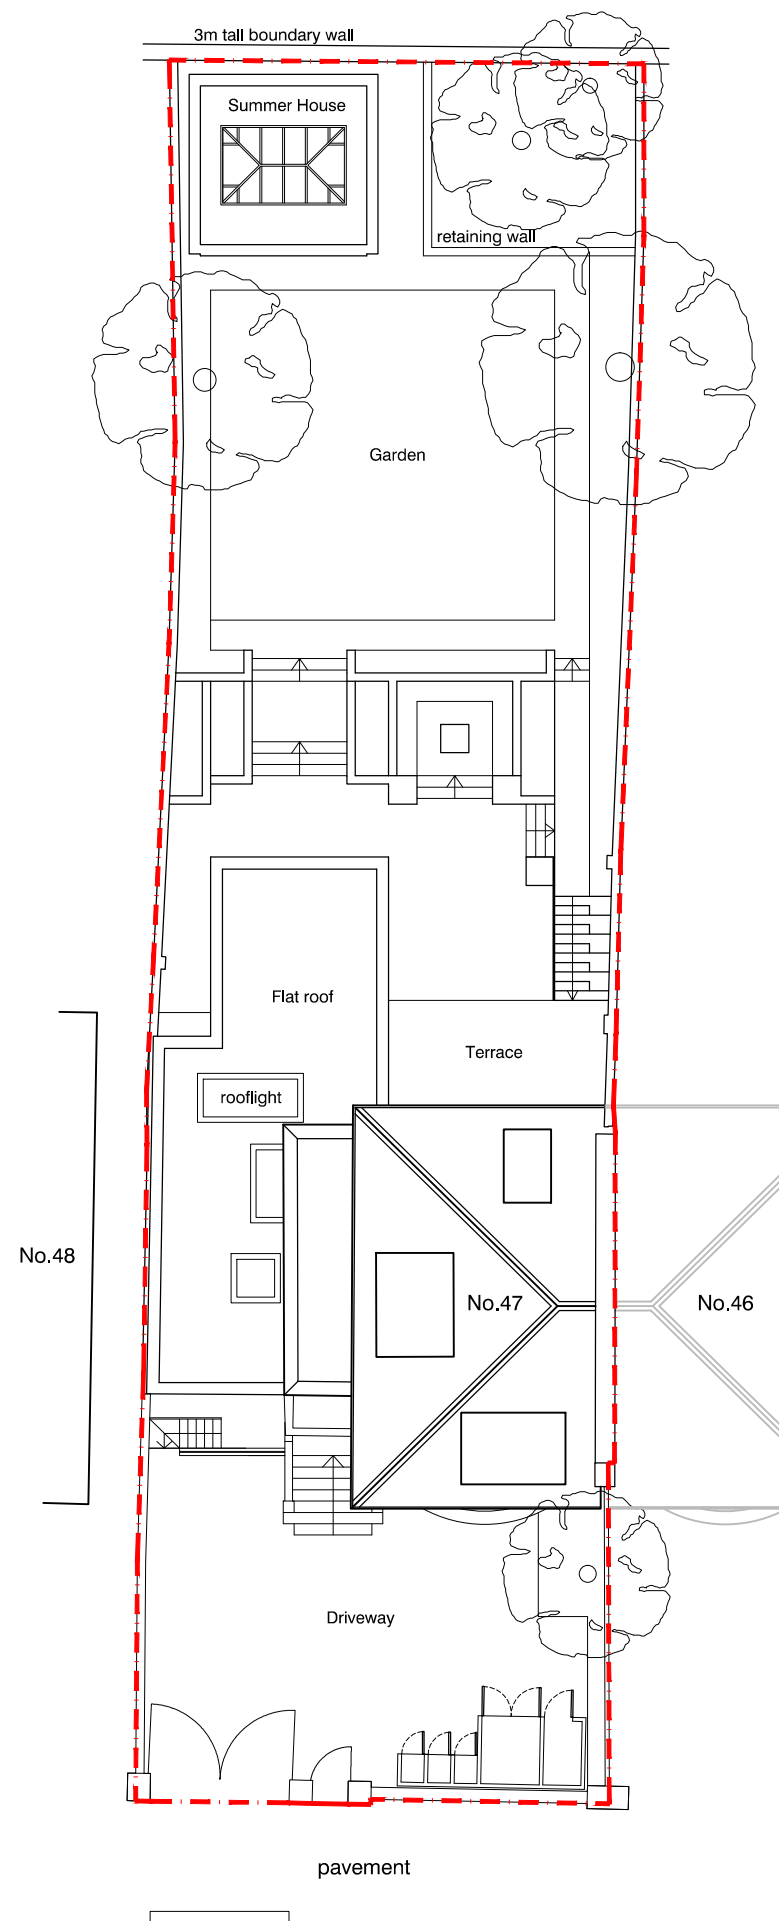 3m tall boundary wall
Summer House
retaining wall
Garden
Flat roof
Terrace
rooflight
No.48
No.47
No.46
Driveway
pavement